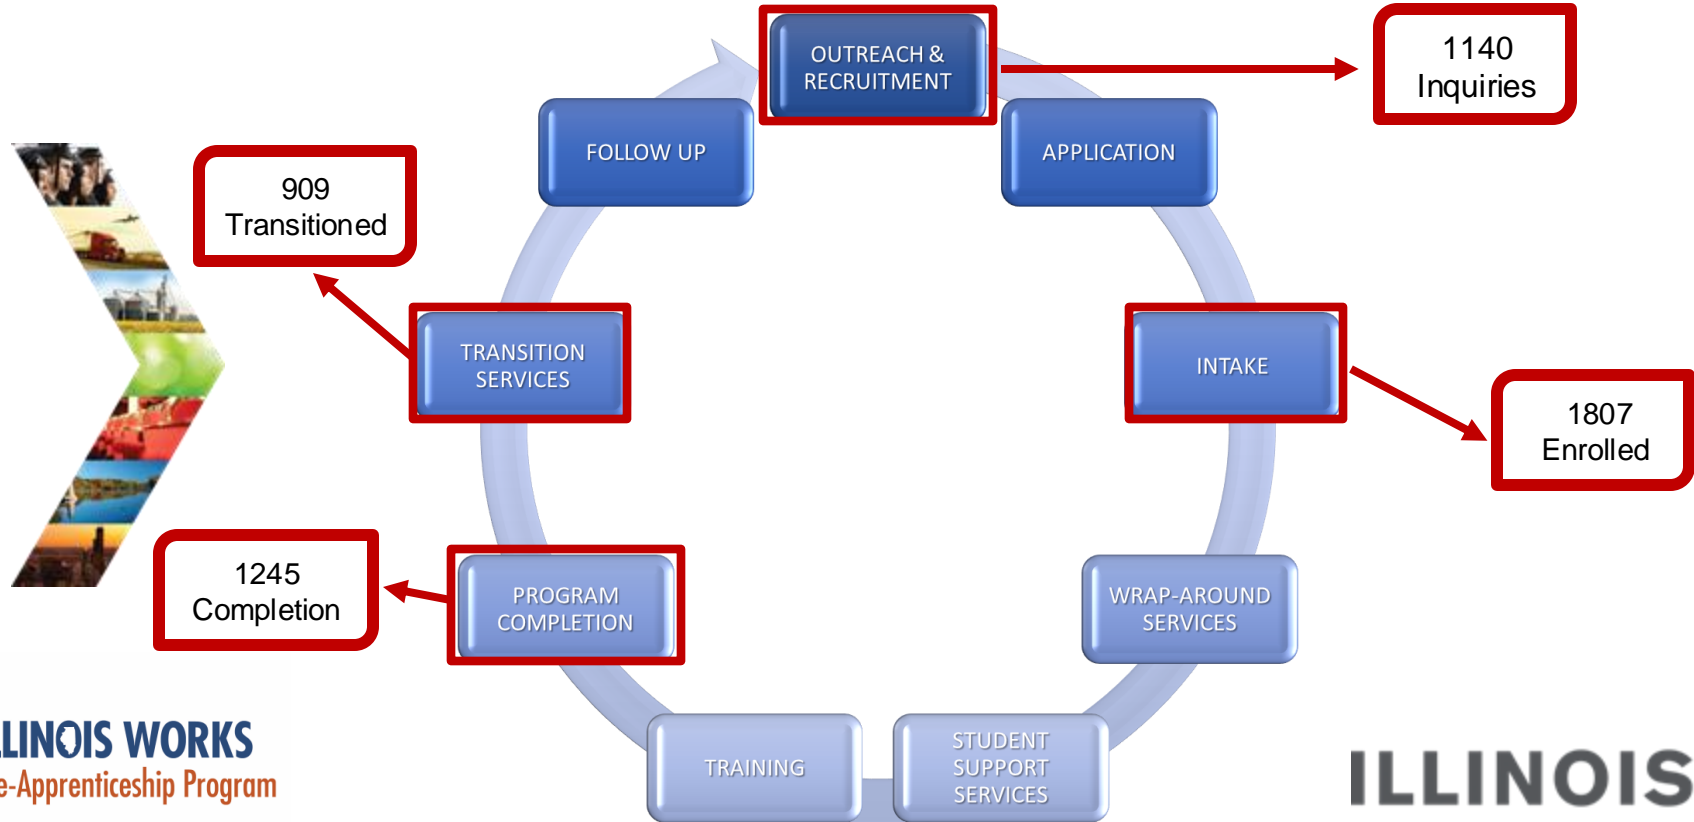 OUTREACH &
RECRUITMENT
1140
Inquiries
APPLICATION
INTAKE
1807
Enrolled
WRAP-AROUND
SERVICES
STUDENT
SUPPORT
SERVICES
TRAINING
PROGRAM
COMPLETION
1245
Completion
TRANSITION
SERVICES
909
Transitioned
FOLLOW UP
LLINOIS WORKS
e-Apprenticeship Program
ILLINOIS